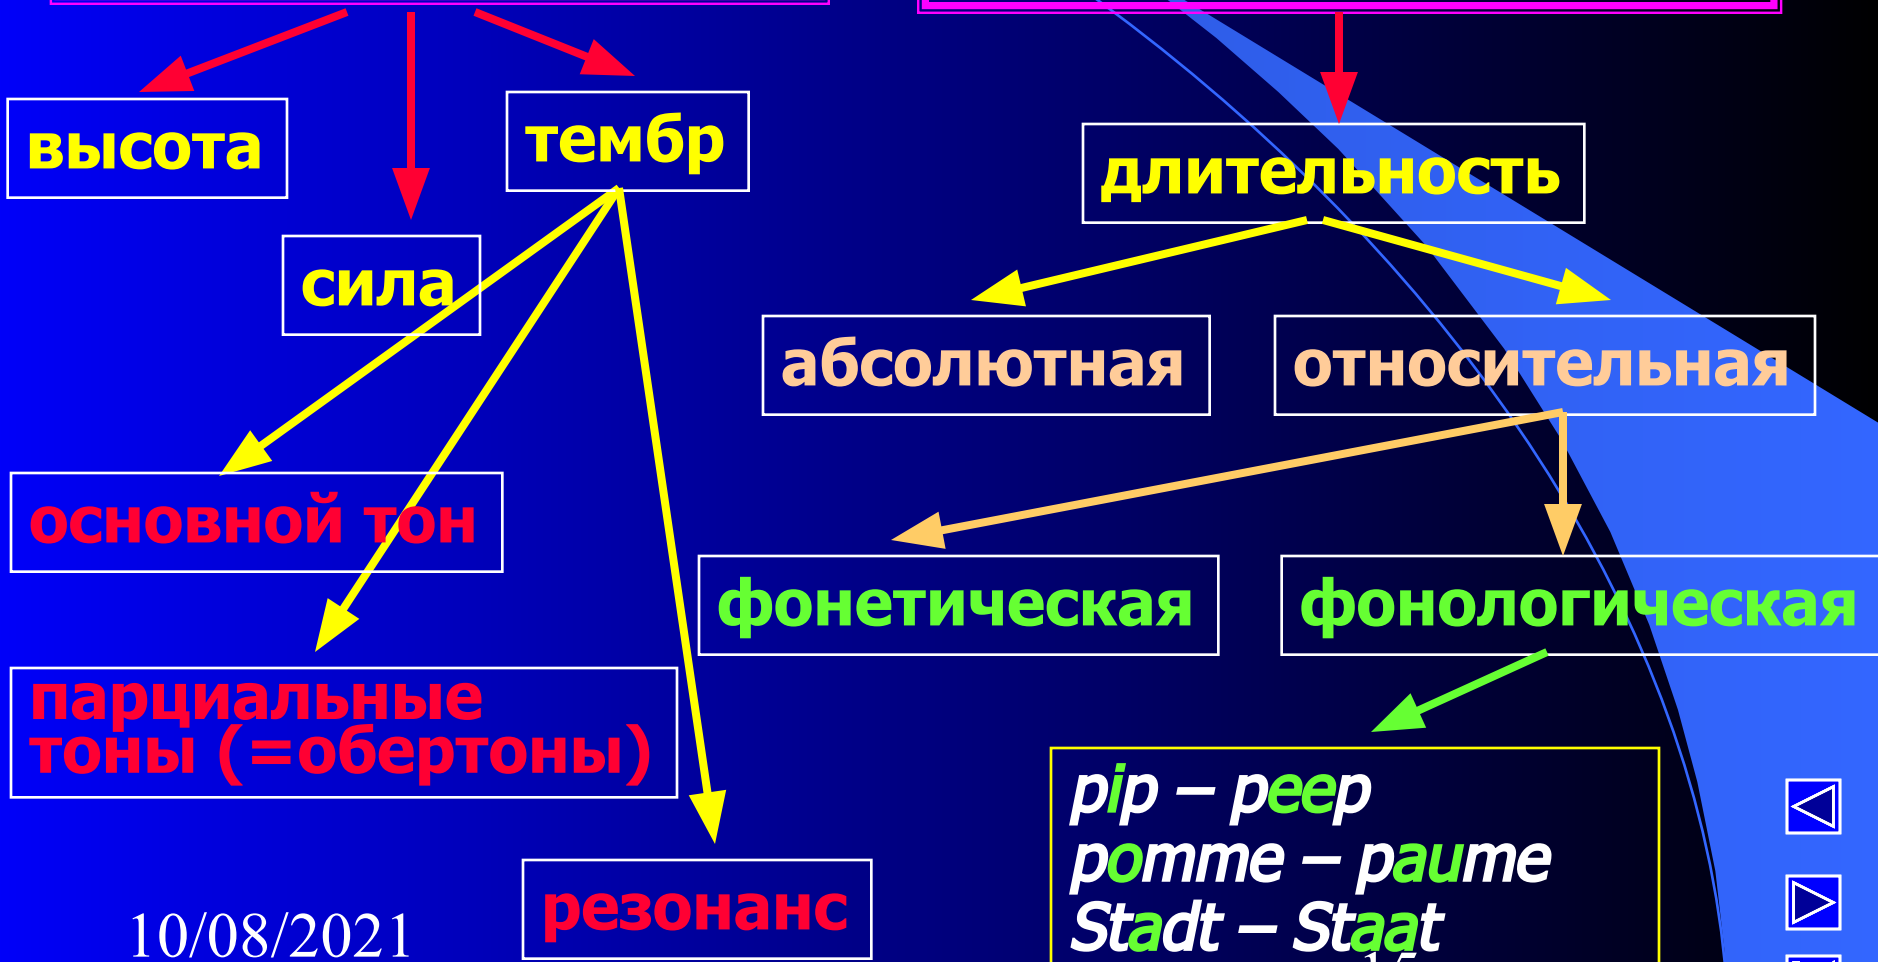 высота
тембр
сила
длительность
абсолютная
относительная
основной тон
фонетическая
фонологическая
парциальные
тоны (=обертоны)
резонанс
pip – peep
pomme – paume
Stadt – Staat
10/08/2021